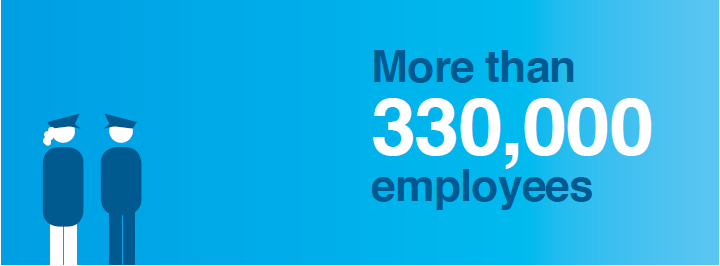 More than
330,000
employees